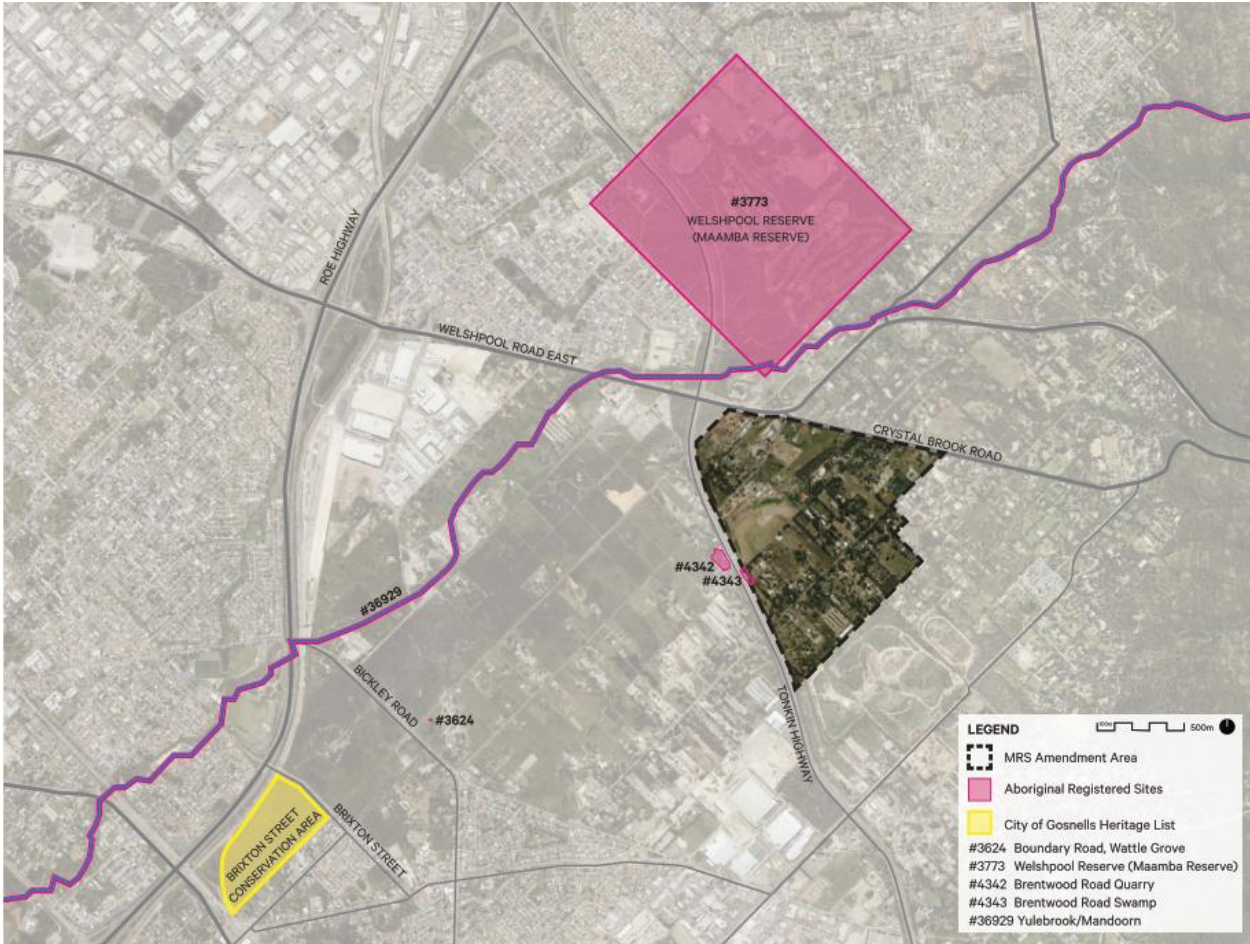 #3773
WELSHPOOL RESERVE
(MAAMBA RESERVE)
ROE HIGHWAY
WELSHPOOL ROAD EAST
CRYSTAL BROOK ROAD
#4342
#4343
#36929
BICKLEY ROAD
#3624
TONKIN HIGHWAY
BRIXTON STREET
CONSERVATION AREA
BRIXTON STREET
LEGEND
100m
500m
MRS Amendment Area
Aboriginal Registered Sites
City of Gosnells Heritage List
#3624 Boundary Road, Wattle Grove
#3773 Welshpool Reserve (Maamba Reserve)
#4342 Brentwood Road Quarry
#4343 Brentwood Road Swamp
#36929 Yulebrook/Mandoorn